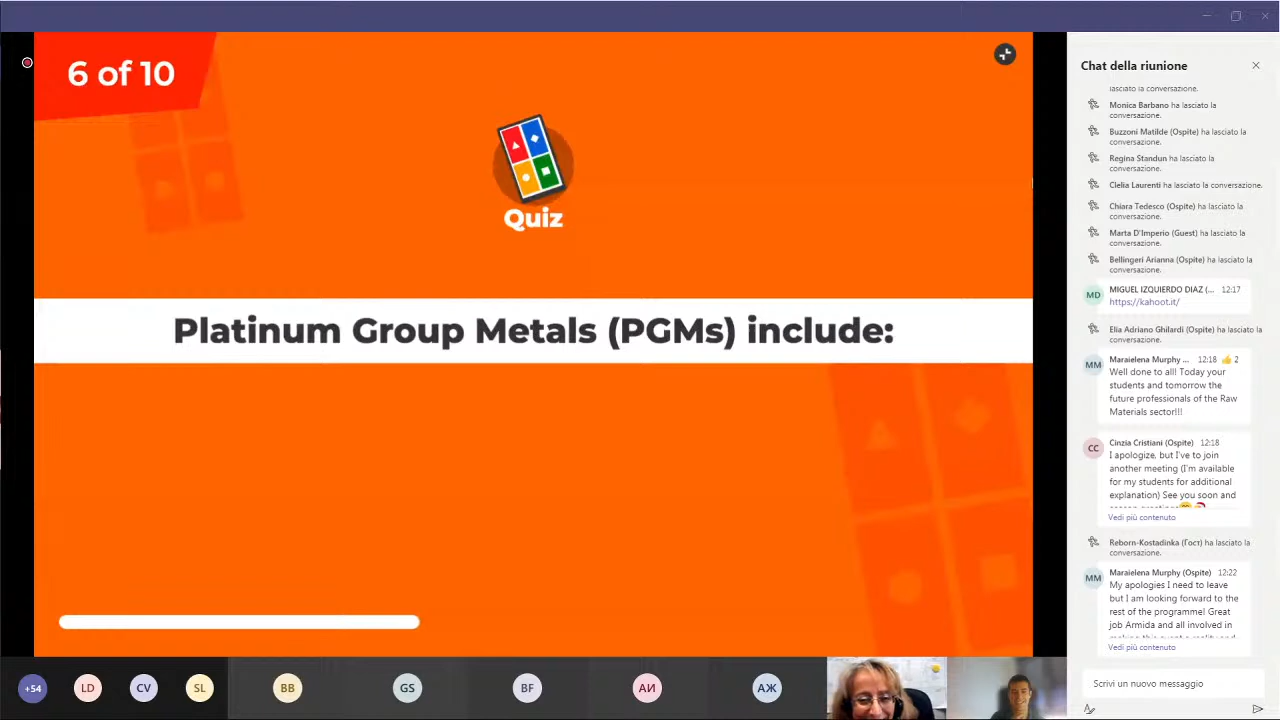 6 of 10
Quiz
Platinum Group Metals (PGMs) include:
+54
LD
CV
SL
BB
GS
BF
АИ
АЖ
Chat della riunione
lasciato la conversazione.
Monica Barbano ha lasciato la
conversazione.
Buzzoni Matilde (Ospite) ha lasciato la
conversazione.
Regina Standun ha lasciato la
conversazione.
Clelia Laurenti ha lasciato la conversazione.
Chiara Tedesco (Ospite) ha lasciato la
conversazione.
Marta D'Imperio (Guest) ha lasciato la
conversazione.
Bellingeri Arianna (Ospite) ha lasciato la
conversazione.
MD
MIGUEL IZQUIERDO DIAZ (... 12:17
https://kahoot.it/
Elia Adriano Ghilardi (Ospite) ha lasciato la
conversazione.
MM
Maraielena Murphy ... 12:18 👍 2
Well done to all! Today your
students and tomorrow the
future professionals of the Raw
Materials sector!!!
CC
Cinzia Cristiani (Ospite) 12:18
I apologize, but I've to join
another meeting (I'm available
for my students for additional
explanation) See you soon and
season greetings
Vedi più contenuto
Reborn-Kostadinka (Гост) ha lasciato la
conversazione.
MM
Maraielena Murphy (Ospite) 12:22
My apologies I need to leave
but I am looking forward to the
rest of the programme! Great
job Armida and all involved in
making this event a reality and
Vedi più contenuto
Scrivi un nuovo messaggio